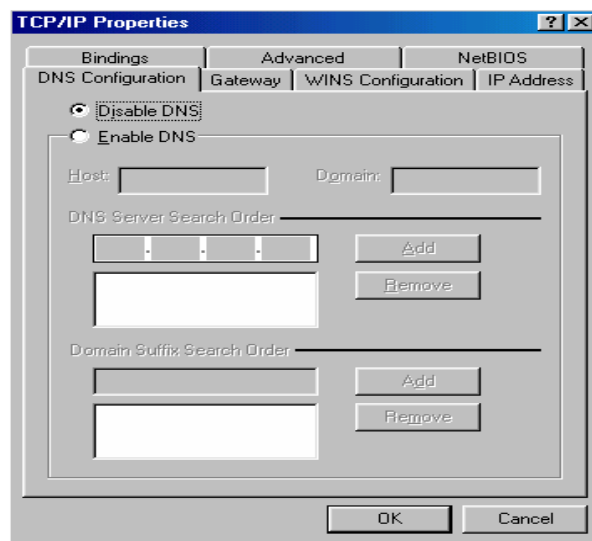 TCP/IP Properties
Bindings Advanced NetBIOS
DNS Configuration Gateway WINS Configuration IP Address
Disable DNS
Enable DNS
Host: Domain:
DNS Server Search Order
. . . Add
Remove
Domain Suffix Search Order
Add
Remove
OK Cancel